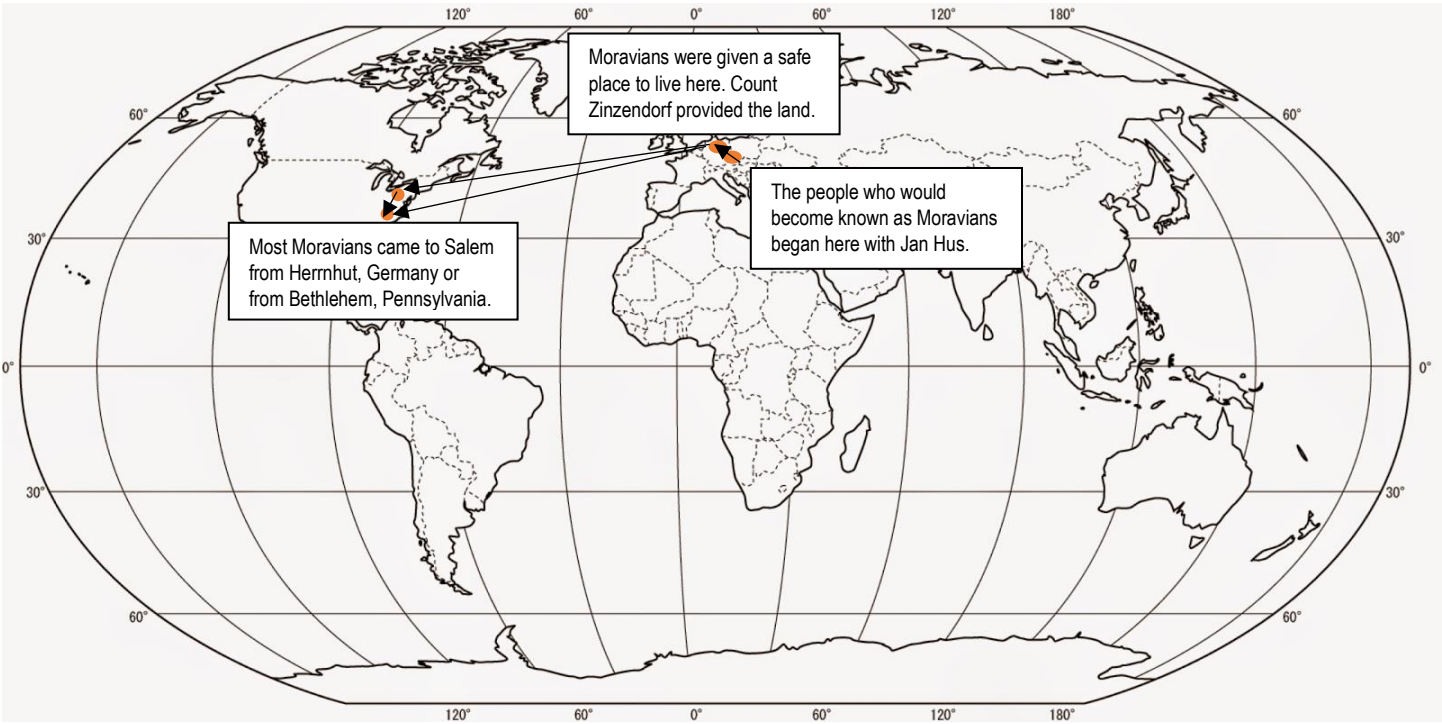 120° 60° 0° 60° 120° 180°
Moravians were given a safe
place to live here. Count
Zinzendorf provided the land.
60° 60°
The people who would
become known as Moravians
began here with Jan Hus.
30° 30°
Most Moravians came to Salem
from Herrnhut, Germany or
from Bethlehem, Pennsylvania.
0° 0°
30° 30°
60° 60°
120° 60° 0° 60° 120° 180°